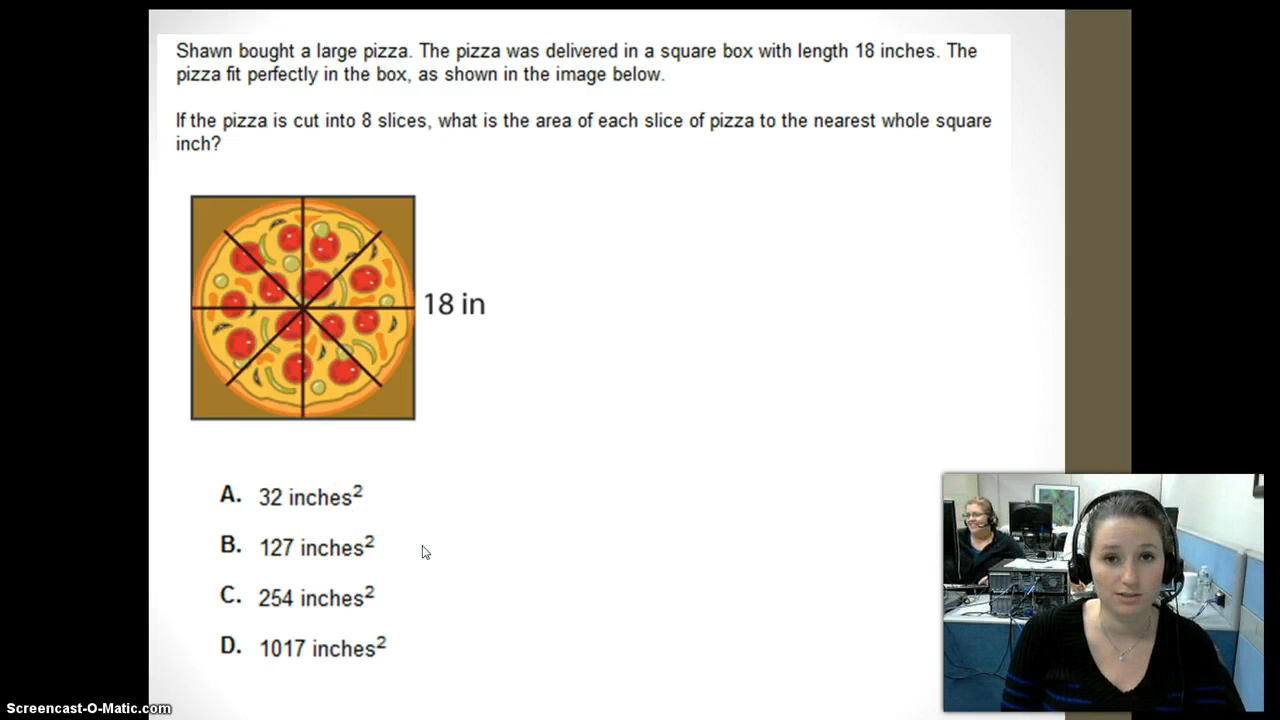 Shawn bought a large pizza. The pizza was delivered in a square box with length 18 inches. The
pizza fit perfectly in the box, as shown in the image below.
If the pizza is cut into 8 slices, what is the area of each slice of pizza to the nearest whole square
inch?
18 in
A. 32 inches²
B. 127 inches²
C. 254 inches²
D. 1017 inches²
Screencast-O-Matic.com